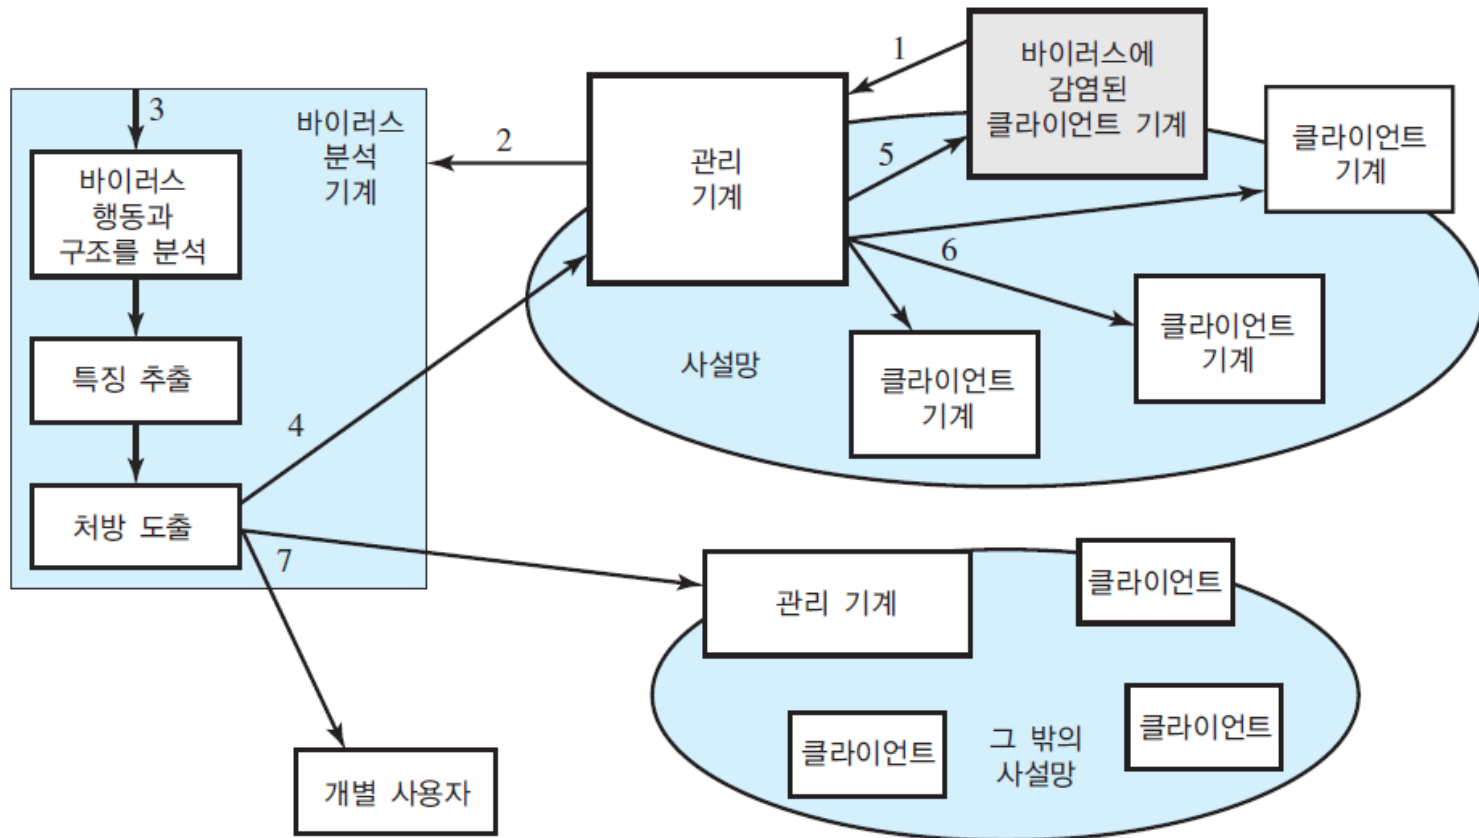 3
바이러스
분석
기계
바이러스
행동과
구조를 분석
특징 추출
처방 도출
2
4
7
관리
기계
1
바이러스에
감염된
클라이언트 기계
5
6
클라이언트
기계
클라이언트
기계
클라이언트
기계
사설망
관리 기계
클라이언트
클라이언트
클라이언트
그 밖의
사설망
개별 사용자